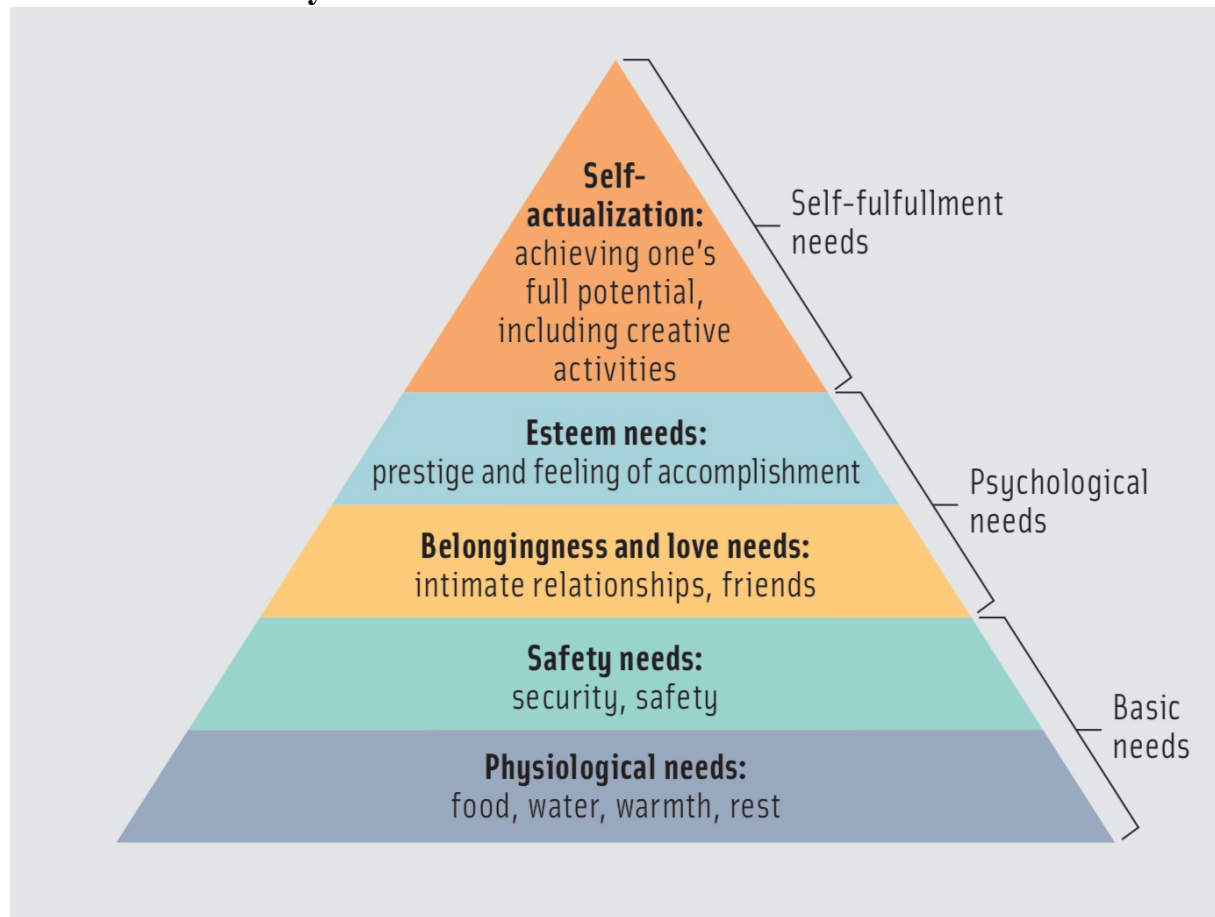 Self-
actualization:
achieving one's
full potential,
including creative
activities
Self-fulfullment
needs
Esteem needs:
prestige and feeling of accomplishment
Psychological
needs
Belongingness and love needs:
intimate relationships, friends
Safety needs:
security, safety
Basic
needs
Physiological needs:
food, water, warmth, rest